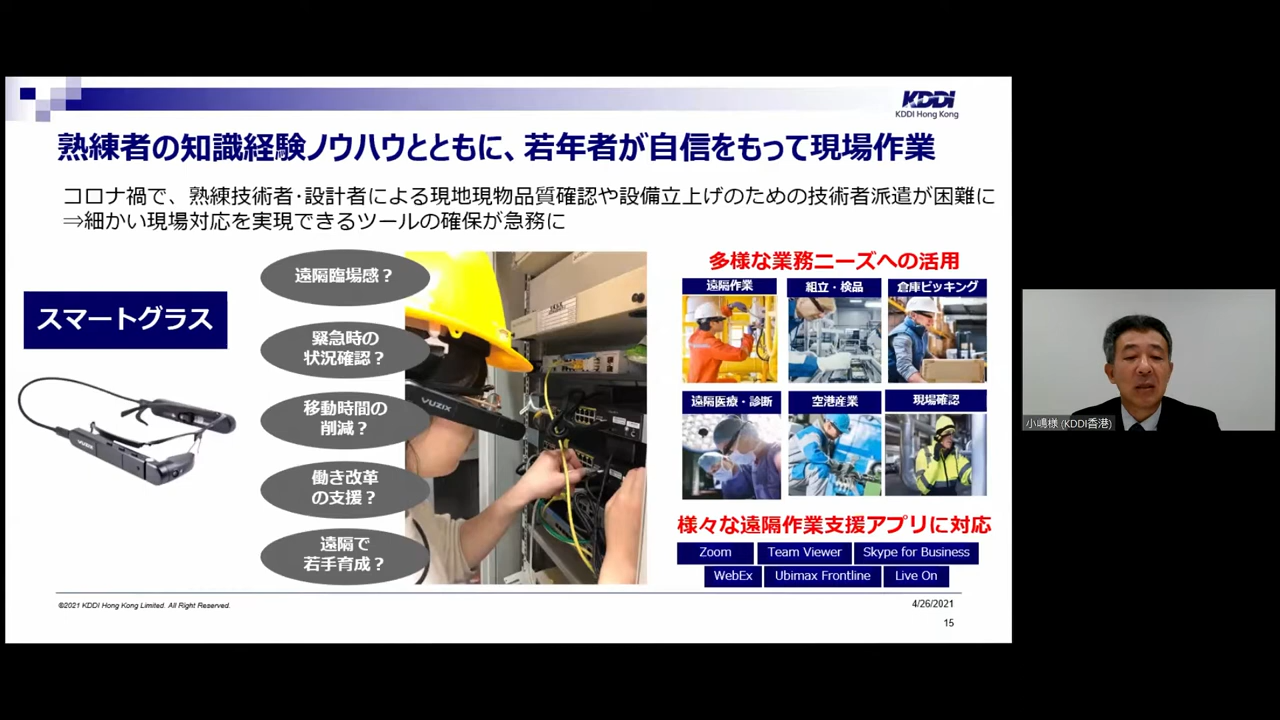 KDDI
KDDI Hong Kong
熟練者の知識経験ノウハウとともに、若年者が自信をもって現場作業
コロナ禍で、熟練技術者･設計者による現地現物品質確認や設備立上げのための技術者派遣が困難に
⇒細かい現場対応を実現できるツールの確保が急務に
スマートグラス
VUZIX
遠隔臨場感？
緊急時の
状況確認？
移動時間の
削減？
働き改革
の支援？
遠隔で
若手育成？
VUZIX
多様な業務ニーズへの活用
遠隔作業
組立・検品
倉庫ピッキング
遠隔医療・診断
空港産業
現場確認
様々な遠隔作業支援アプリに対応
Zoom
Team Viewer
Skype for Business
WebEx
Ubimax Frontline
Live On
©2021 KDDI Hong Kong Limited. All Right Reserved.
4/26/2021
15
小嶋様 (KDDI香港)